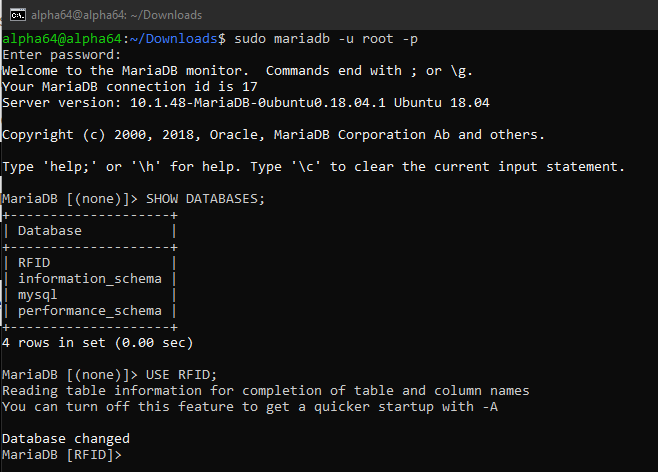 alpha64@alpha64: ~/Downloads
alpha64@alpha64:~/Downloads$ sudo mariadb -u root -p
Enter password:
Welcome to the MariaDB monitor.  Commands end with ; or \g.
Your MariaDB connection id is 17
Server version: 10.1.48-MariaDB-0ubuntu0.18.04.1 Ubuntu 18.04
Copyright (c) 2000, 2018, Oracle, MariaDB Corporation Ab and others.
Type 'help;' or '\h' for help. Type '\c' to clear the current input statement.
MariaDB [(none)]> SHOW DATABASES;
+--------------------+
| Database           |
+--------------------+
| RFID               |
| information_schema |
| mysql              |
| performance_schema |
+--------------------+
4 rows in set (0.00 sec)
MariaDB [(none)]> USE RFID;
Reading table information for completion of table and column names
You can turn off this feature to get a quicker startup with -A
Database changed
MariaDB [RFID]>